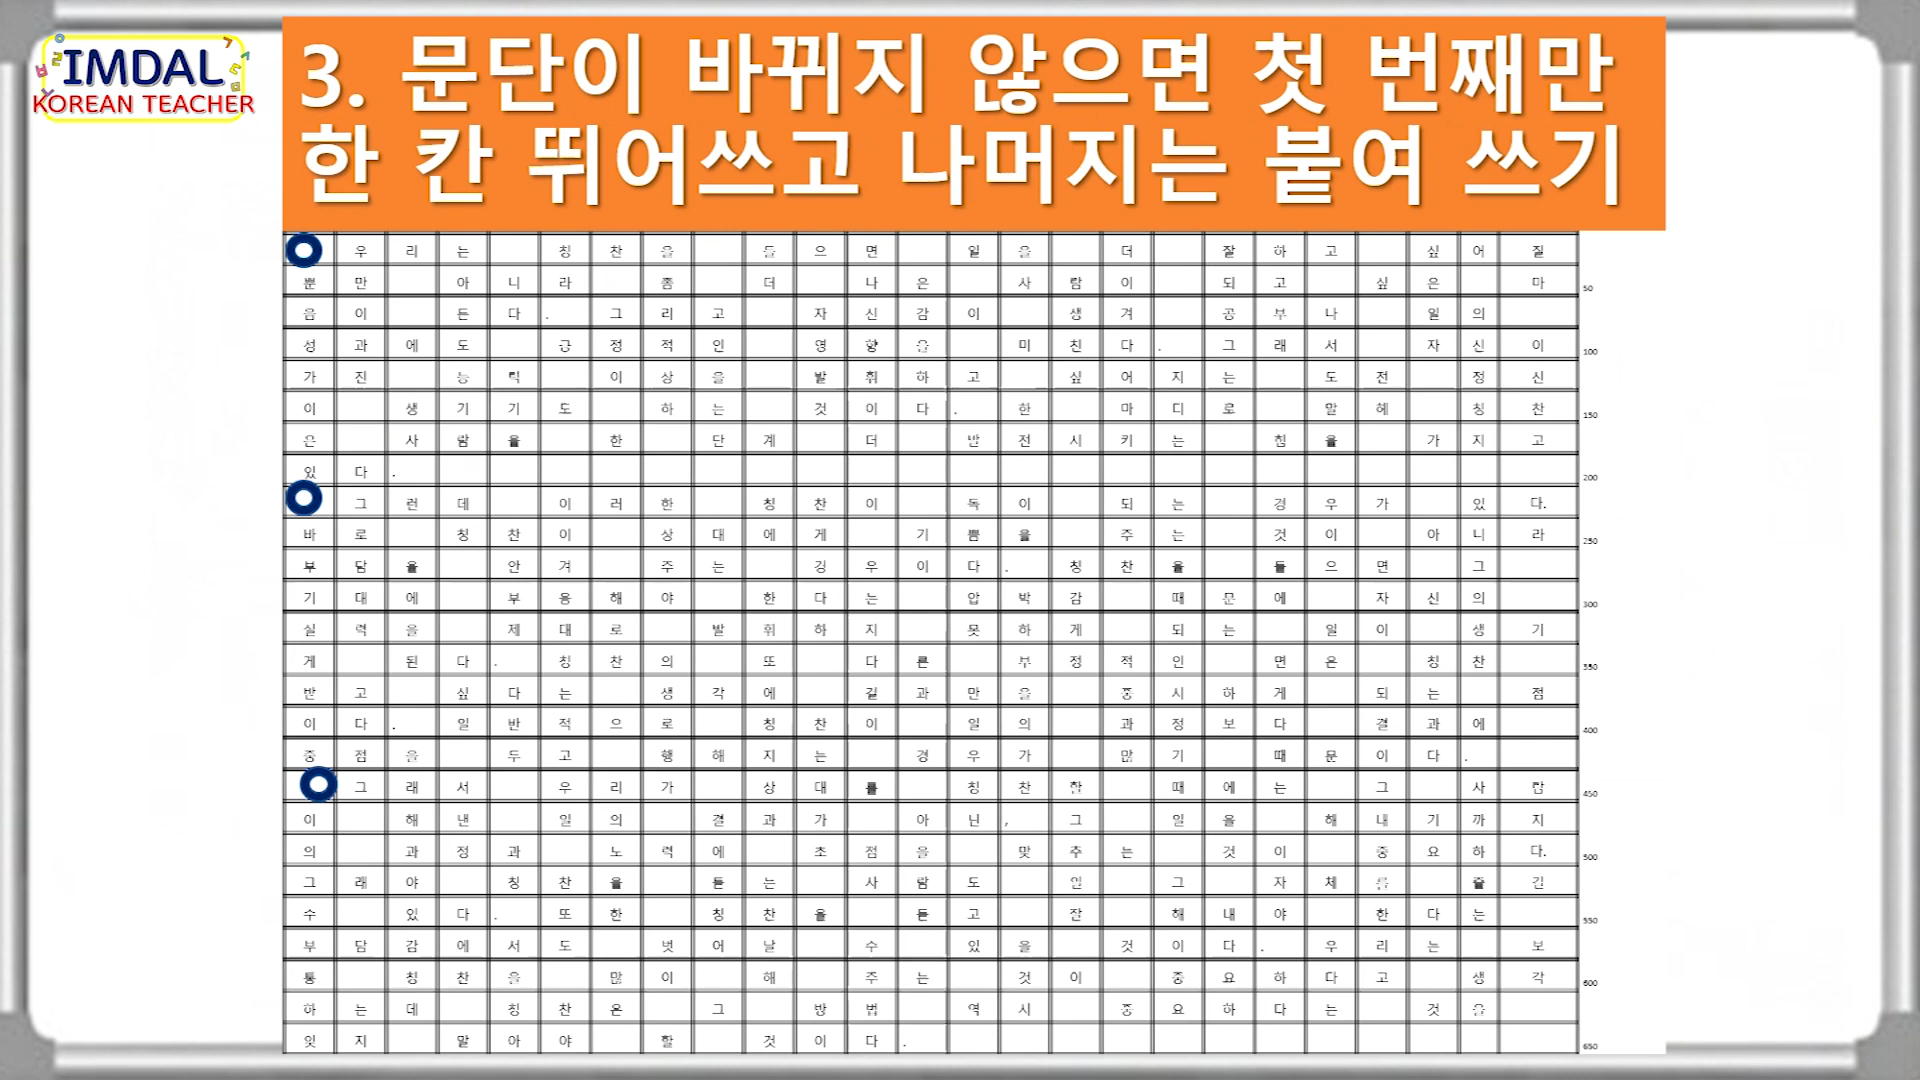 IMDAL
KOREAN TEACHER
3. 문단이 바뀌지 않으면 첫 번째만
한 칸 뛰어쓰고 나머지는 붙여 쓰기
우리는 칭찬을 들으면 일을 더 잘하고 싶어질
뿐만 아니라 좀 더 나은 사람이 되고 싶은 마 50
음이 든다. 그리고 자신감이 생겨 공부나 일의
성과에도 긍정적인 영향을 미친다. 그래서 자신이 100
가진 능력 이상을 발휘하고 싶어지는 도전 정신
이 생기기도 하는 것이다. 한 마디로 말해 칭찬 150
은 사람을 한 단계 더 발전시키는 힘을 가지고
있다. 200
그런데 이러한 칭찬이 독이 되는 경우가 있다.
바로 칭찬이 상대에게 기쁨을 주는 것이 아니라 250
부담을 안겨 주는 경우이다. 칭찬을 들으면 그
기대에 부응해야 한다는 압박감 때문에 자신의 300
실력을 제대로 발휘하지 못하게 되는 일이 생기
게 된다. 칭찬의 또 다른 부정적인 면은 칭찬 350
받고 싶다는 생각에 결과만을 중시하게 되는 점
이다. 일반적으로 칭찬이 일의 과정보다 결과에 400
중점을 두고 행해지는 경우가 많기 때문이다.
그래서 우리가 상대를 칭찬할 때에는 그 사람 450
이 해낸 일의 결과가 아닌, 그 일을 해내기까지
의 과정과 노력에 초점을 맞추는 것이 중요하다. 500
그래야 칭찬을 듣는 사람도 일 그 자체를 즐긴
수 있다. 또한 칭찬을 듣고 잘 해내야 한다는 550
부담감에서도 벗어날 수 있을 것이다. 우리는 보
통 칭찬을 많이 해 주는 것이 중요하다고 생각 600
하는데 칭찬은 그 방법 역시 중요하다는 것을
잊지 말아야 할 것이다. 650